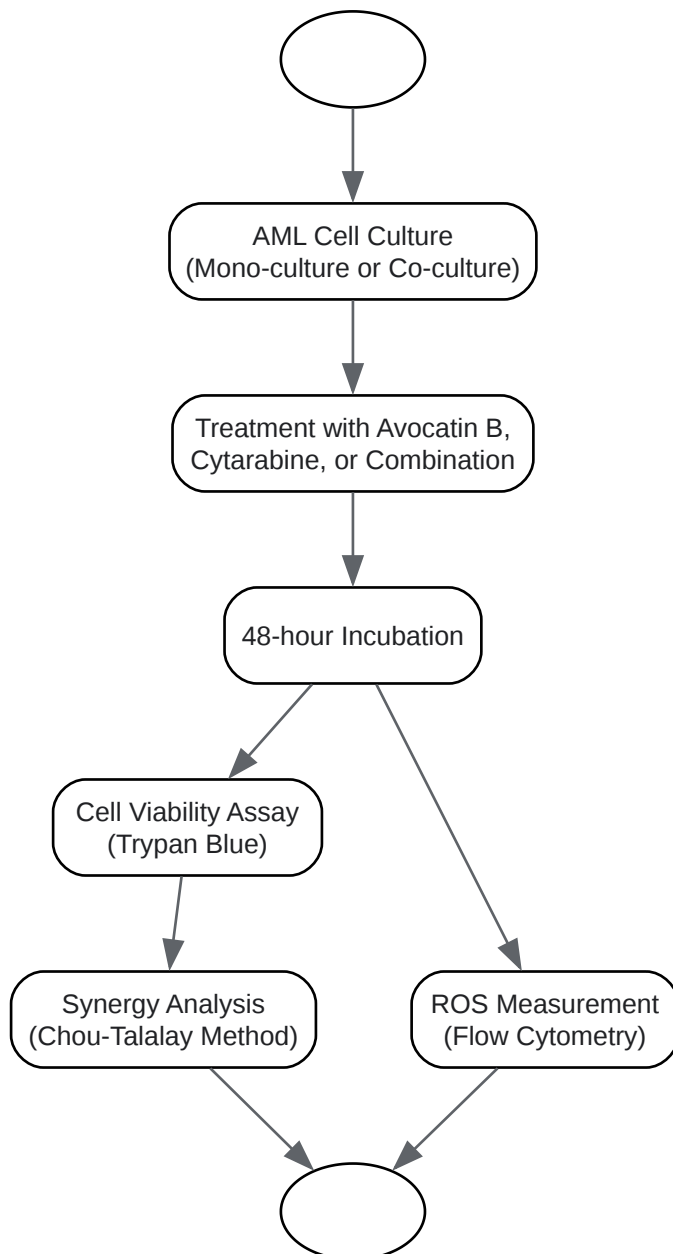 AML Cell Culture
(Mono-culture or Co-culture)
Treatment with Avocatin B,
Cytarabine, or Combination
48-hour Incubation
Cell Viability Assay
(Trypan Blue)
Synergy Analysis
(Chou-Talalay Method)
ROS Measurement
(Flow Cytometry)